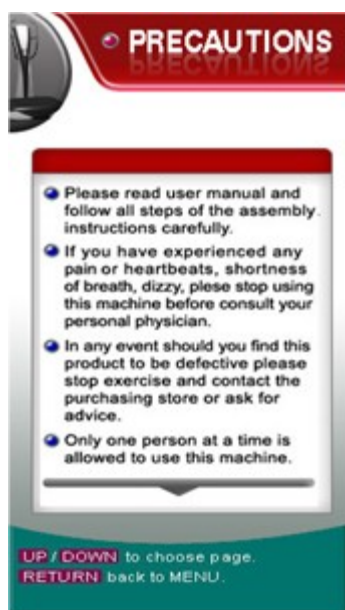 PRECAUTIONS
Please read user manual and
follow all steps of the assembly.
instructions carefully.
If you have experienced any
pain or heartbeats, shortness
of breath, dizzy, plese stop using
this machine before consult your
personal physician.
In any event should you find this
product to be defective please
stop exercise and contact the
purchasing store or ask for
advice.
Only one person at a time is
allowed to use this machine.
UP / DOWN to choose page.
RETURN back to MENU.